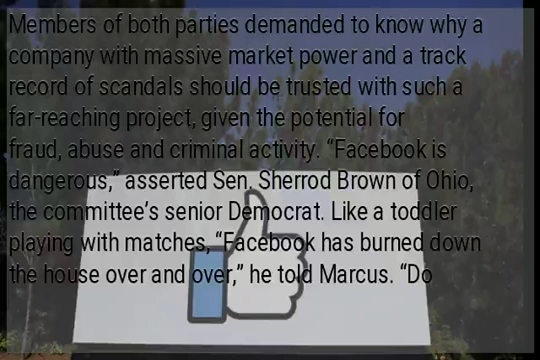 Members of both parties demanded to know why a
company with massive market power and a track
record of scandals should be trusted with such a
far-reaching project, given the potential for
fraud, abuse and criminal activity. “Facebook is
dangerous,” asserted Sen. Sherrod Brown of Ohio,
the committee’s senior Democrat. Like a toddler
playing with matches, “Facebook has burned down
the house over and over,” he told Marcus. “Do